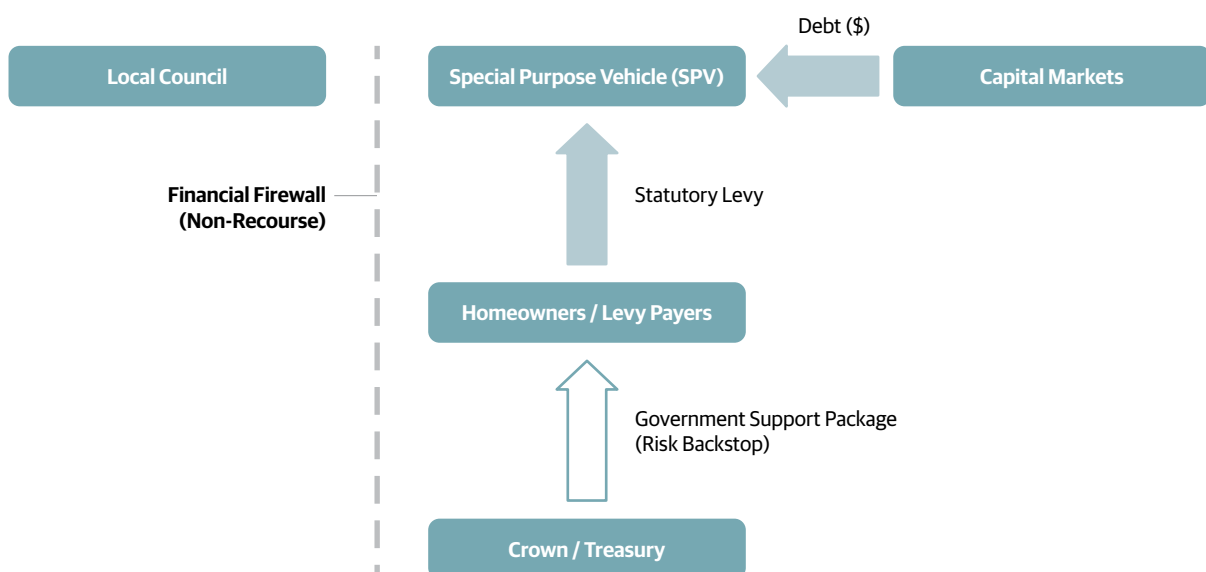 Debt ($)
Local Council
Special Purpose Vehicle (SPV)
Capital Markets
Financial Firewall
(Non-Recourse)
Statutory Levy
Homeowners / Levy Payers
Government Support Package
(Risk Backstop)
Crown / Treasury